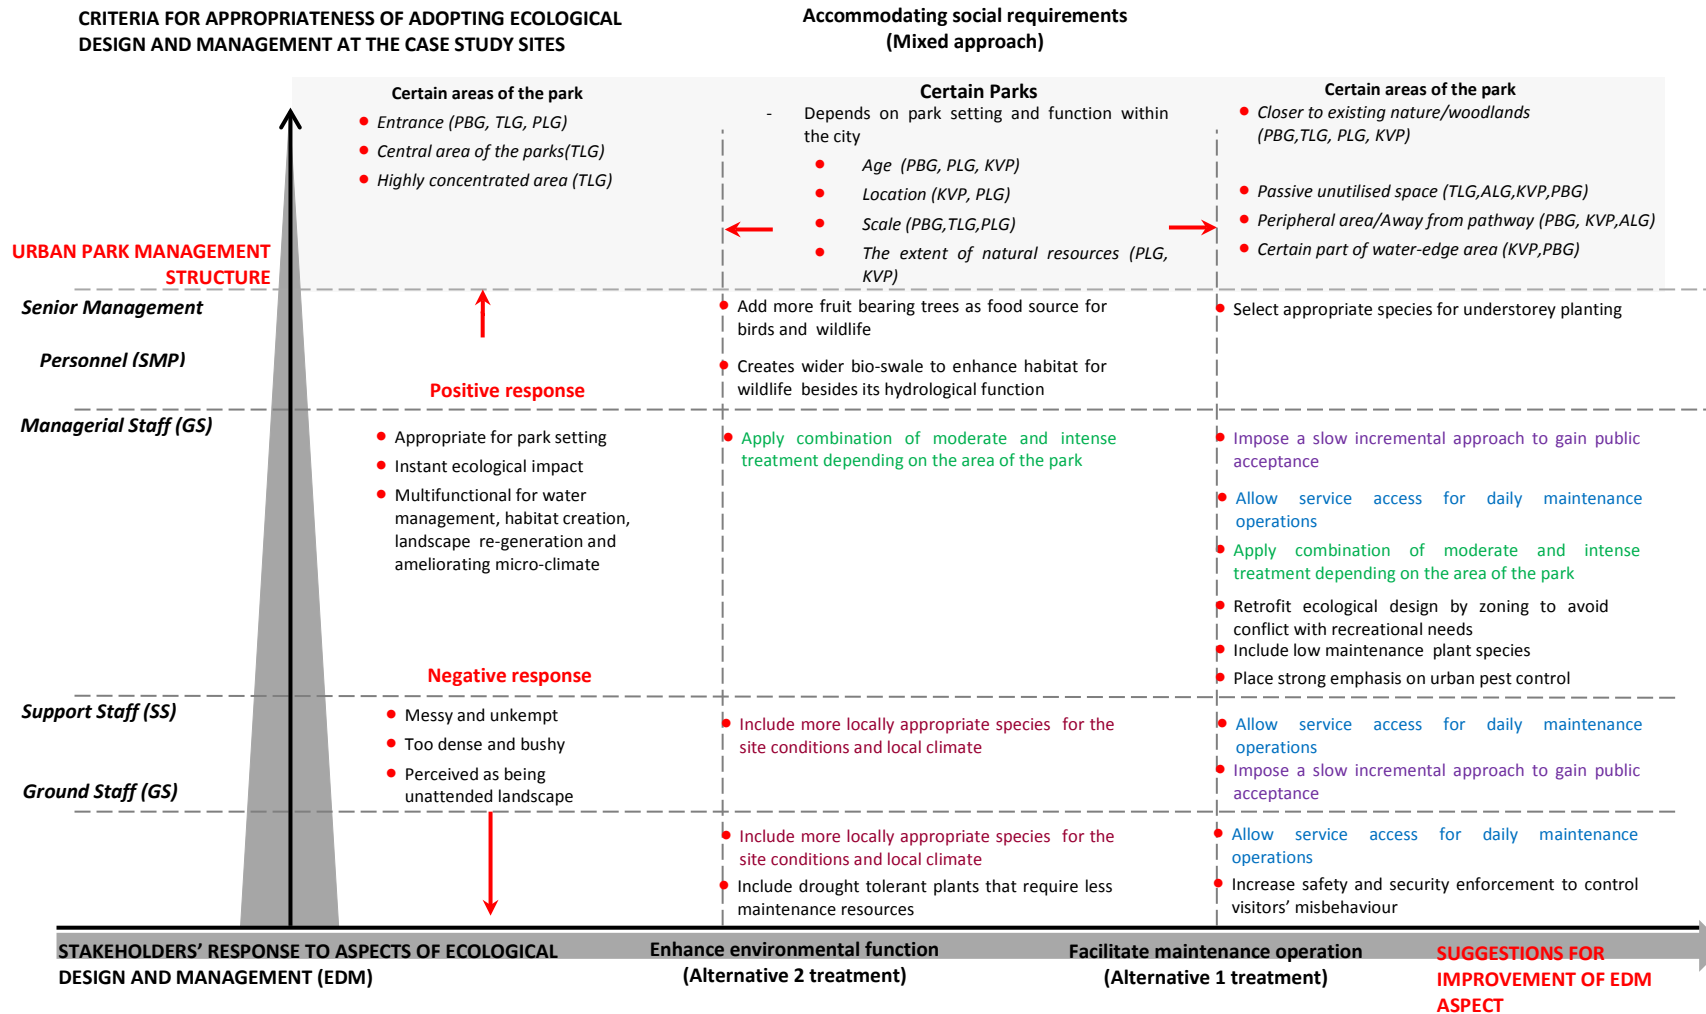 CRITERIA FOR APPROPRIATENESS OF ADOPTING ECOLOGICAL
DESIGN AND MANAGEMENT AT THE CASE STUDY SITES
Accommodating social requirements
(Mixed approach)
Certain areas of the park
Entrance (PBG, TLG, PLG)
Central area of the parks(TLG)
Highly concentrated area (TLG)
Certain Parks
- Depends on park setting and function within
the city
Age (PBG, PLG, KVP)
Location (KVP, PLG)
Scale (PBG,TLG,PLG)
The extent of natural resources (PLG,
KVP)
Certain areas of the park
Closer to existing nature/woodlands
(PBG,TLG, PLG, KVP)
Passive unutilised space (TLG,ALG,KVP,PBG)
Peripheral area/Away from pathway (PBG, KVP,ALG)
Certain part of water-edge area (KVP,PBG)
URBAN PARK MANAGEMENT
STRUCTURE
Senior Management
Personnel (SMP)
Positive response
Add more fruit bearing trees as food source for
birds and wildlife
Creates wider bio-swale to enhance habitat for
wildlife besides its hydrological function
Select appropriate species for understorey planting
Managerial Staff (GS)
Appropriate for park setting
Instant ecological impact
Multifunctional for water
management, habitat creation,
landscape re-generation and
ameliorating micro-climate
Negative response
Apply combination of moderate and intense
treatment depending on the area of the park
Impose a slow incremental approach to gain public
acceptance
Allow service access for daily maintenance
operations
Apply combination of moderate and intense
treatment depending on the area of the park
Retrofit ecological design by zoning to avoid
conflict with recreational needs
Include low maintenance plant species
Place strong emphasis on urban pest control
Support Staff (SS)
Ground Staff (GS)
Messy and unkempt
Too dense and bushy
Perceived as being
unattended landscape
Include more locally appropriate species for the
site conditions and local climate
Allow service access for daily maintenance
operations
Impose a slow incremental approach to gain public
acceptance
Include more locally appropriate species for the
site conditions and local climate
Include drought tolerant plants that require less
maintenance resources
Allow service access for daily maintenance
operations
Increase safety and security enforcement to control
visitors' misbehaviour
STAKEHOLDERS' RESPONSE TO ASPECTS OF ECOLOGICAL
DESIGN AND MANAGEMENT (EDM)
Enhance environmental function
(Alternative 2 treatment)
Facilitate maintenance operation
(Alternative 1 treatment)
SUGGESTIONS FOR
IMPROVEMENT OF EDM
ASPECT